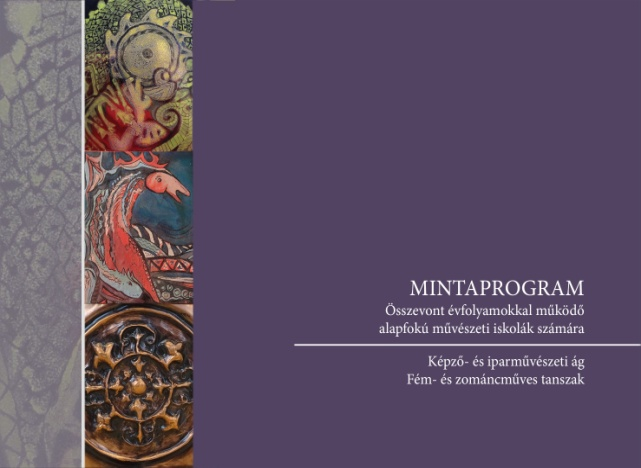 MINTAPROGRAM
Összevont évfolyamokkal működő
alapfokú művészeti iskolák számára
Képző- és iparművészeti ág
Fém- és zománcműves tanszak